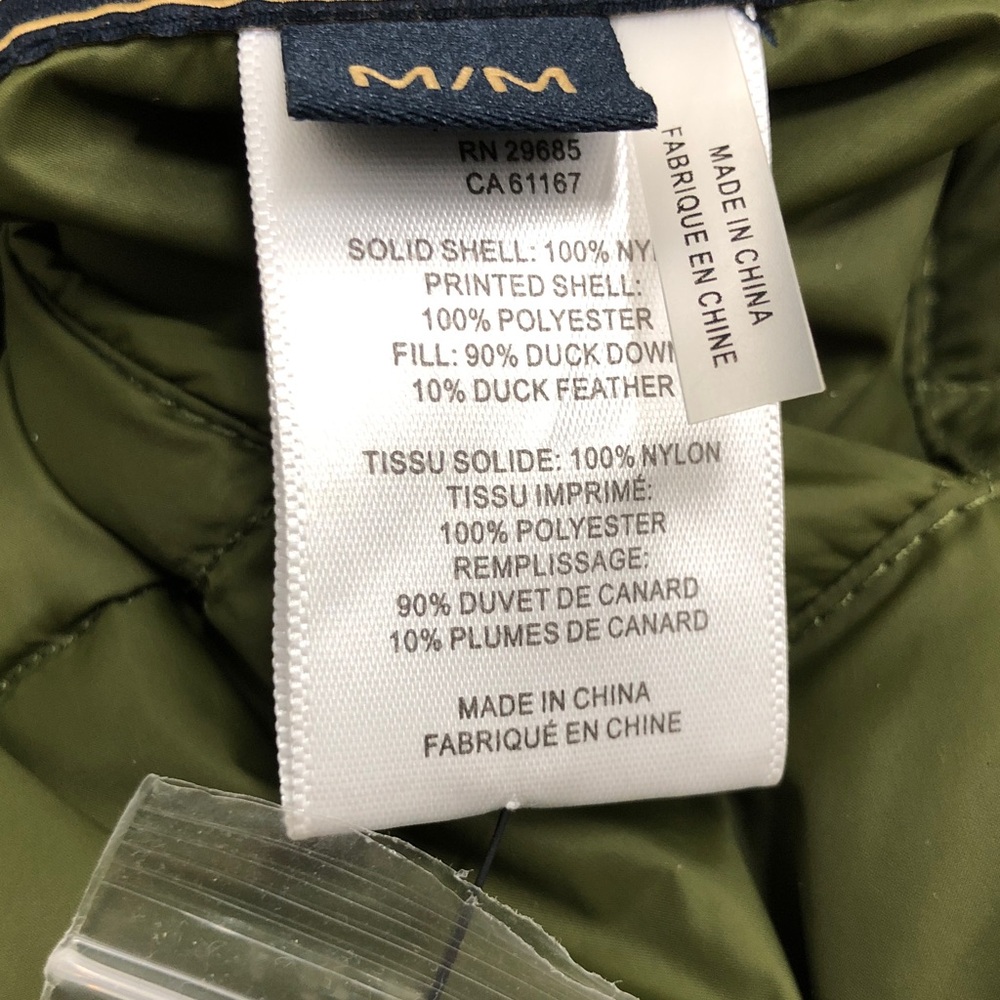 M/M
RN 29685
CA 61167
SOLID SHELL: 100%
PRINTED SHELL:
100% POLYESTER
FILL: 90% DUCK
10% DUCK FEATHER
TISSU SOLIDE: 100% NYLON
TISSU IMPRIMÉ:
100% POLYESTER
REMPLISSAGE:
90% DUVET DE CANARD
10% PLUMES DE CANARD
MADE IN CHINA
FABRIQUÉ EN CHINE
MADE IN CHINA
FABRIQUE EN CHINE